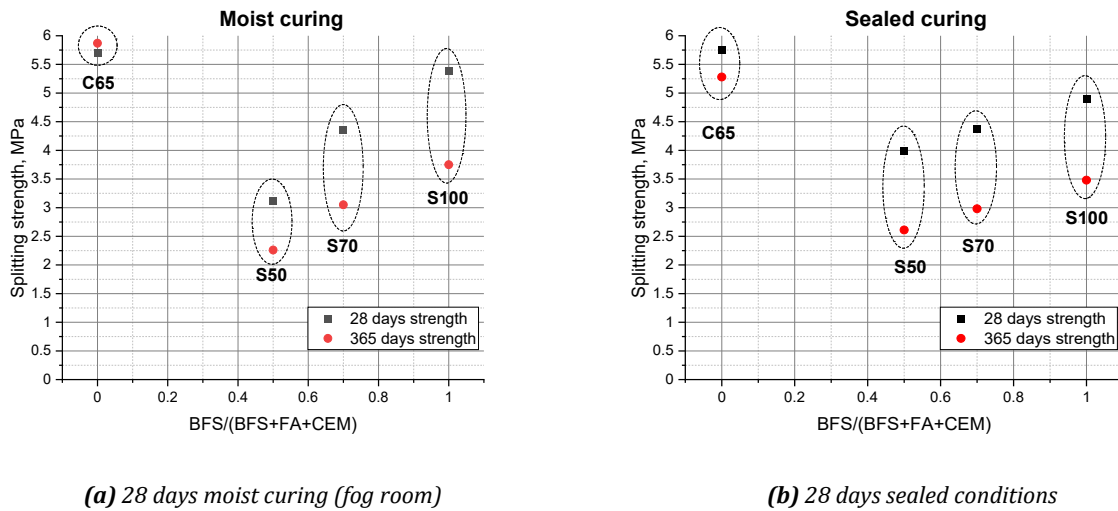 Moist curing
6
5.5
5
4.5
4
3.5
3
2.5
2
1.5
1
0.5
0
Splitting strength, MPa
C65
S50
S70
S100
28 days strength
365 days strength
0 0.2 0.4 0.6 0.8 1
BFS/(BFS+FA+CEM)
(a) 28 days moist curing (fog room)
Sealed curing
6
5.5
5
4.5
4
3.5
3
2.5
2
1.5
1
0.5
0
Splitting strength, MPa
C65
S50
S70
S100
28 days strength
365 days strength
0 0.2 0.4 0.6 0.8 1
BFS/(BFS+FA+CEM)
(b) 28 days sealed conditions